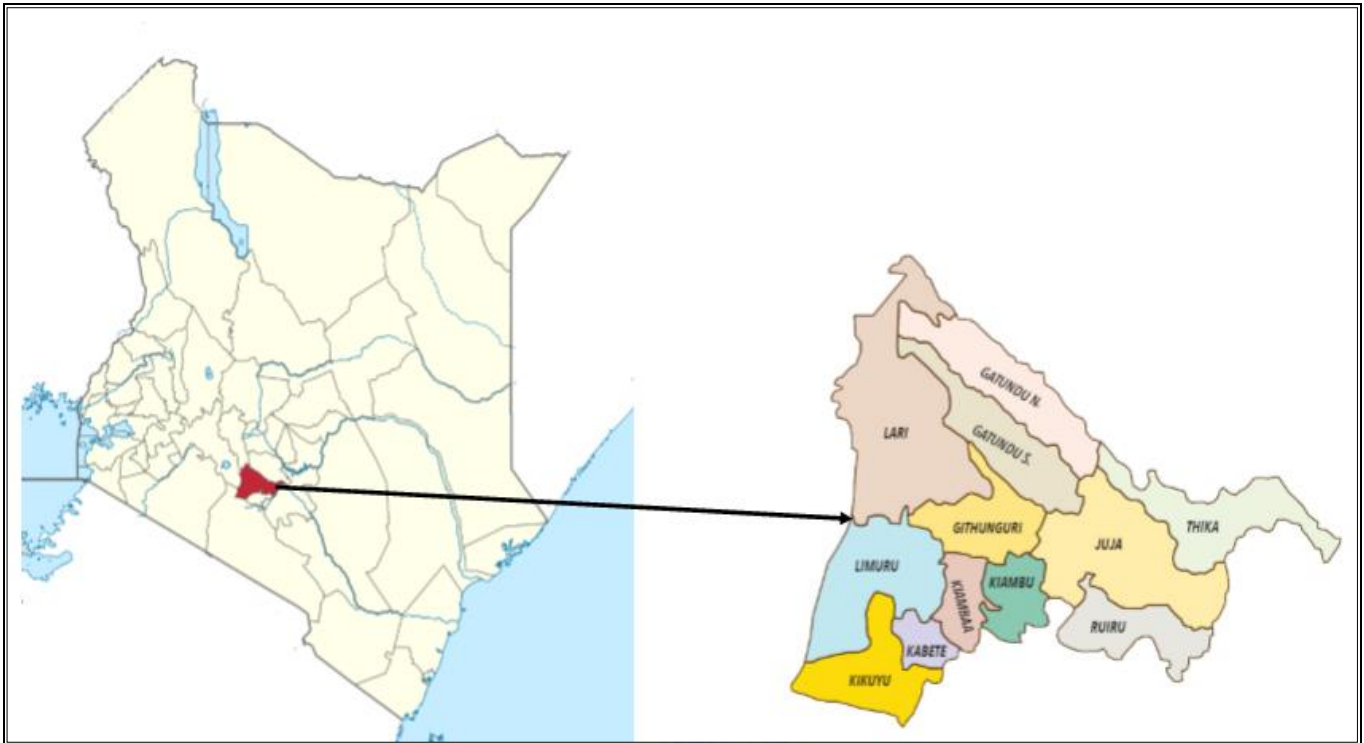 GATUNDU N.
LARI
GATUNDU S.
GITHUNGURI
THIKA
JUJA
LIMURU
KIAMBAA
KIAMBU
RUIRU
KABETE
KIKUYU